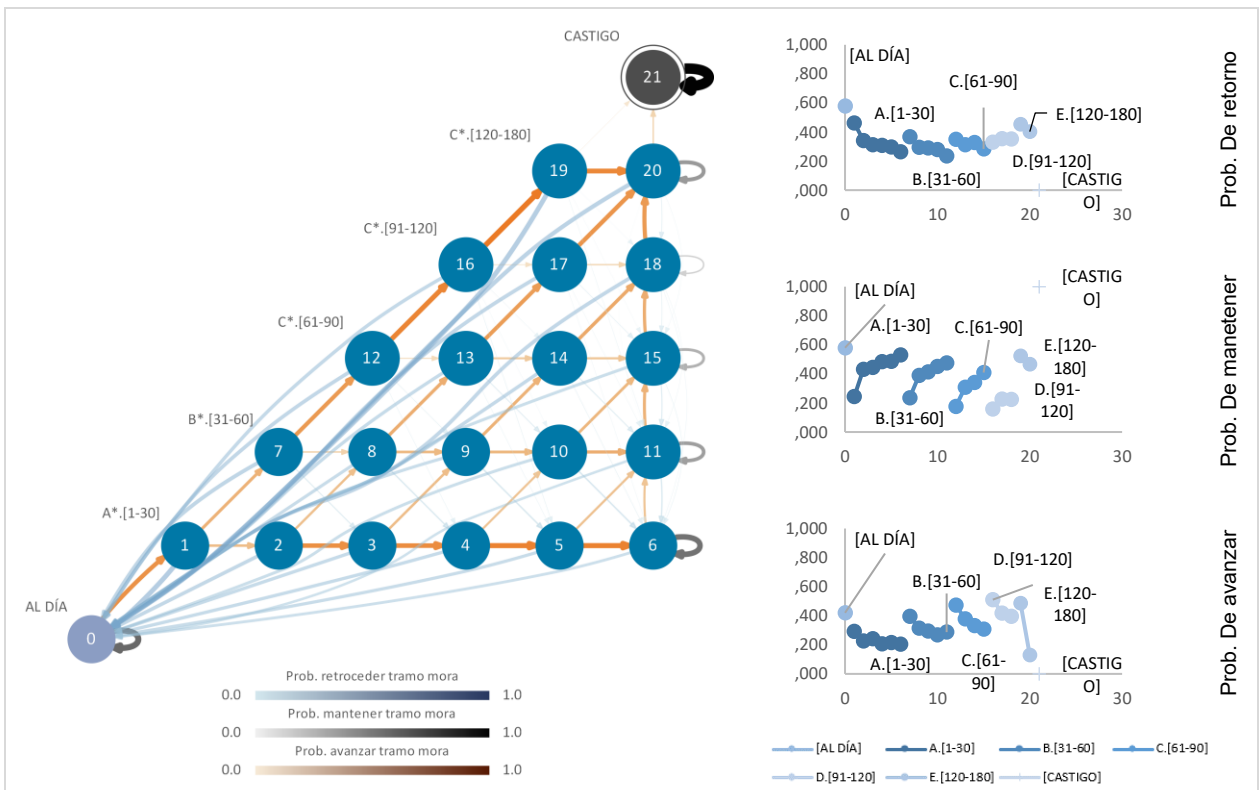 CASTIGO
21
C*.[120-180]
19
20
C*.[91-120]
16
17
18
C*.[61-90]
12
13
14
15
B*.[31-60]
7
8
9
10
11
A*.[1-30]
1
2
3
4
5
6
AL DÍA
0
Prob. retroceder tramo mora
0.0
1.0
Prob. mantener tramo mora
0.0
1.0
Prob. avanzar tramo mora
0.0
1.0
1,000
,800
,600
,400
,200
,000
[AL DÍA]
C.[61-90]
A.[1-30]
E.[120-180]
D.[91-120]
B.[31-60]
[CASTIG
O]
0
10
20
30
Prob. De retorno
1,000
,800
,600
,400
,200
,000
[CASTIG
O]
[AL DÍA]
A.[1-30]
C.[61-90]
E.[120-
180]
D.[91-
120]
B.[31-60]
0
10
20
30
Prob. De manetener
1,000
,800
,600
,400
,200
,000
[AL DÍA]
D.[91-120]
B.[31-60]
E.[120-
180]
A.[1-30]
C.[61-
90]
[CASTIG
O]
0
10
20
30
Prob. De avanzar
[AL DÍA]
A.[1-30]
B.[31-60]
C.[61-90]
D.[91-120]
E.[120-180]
[CASTIGO]